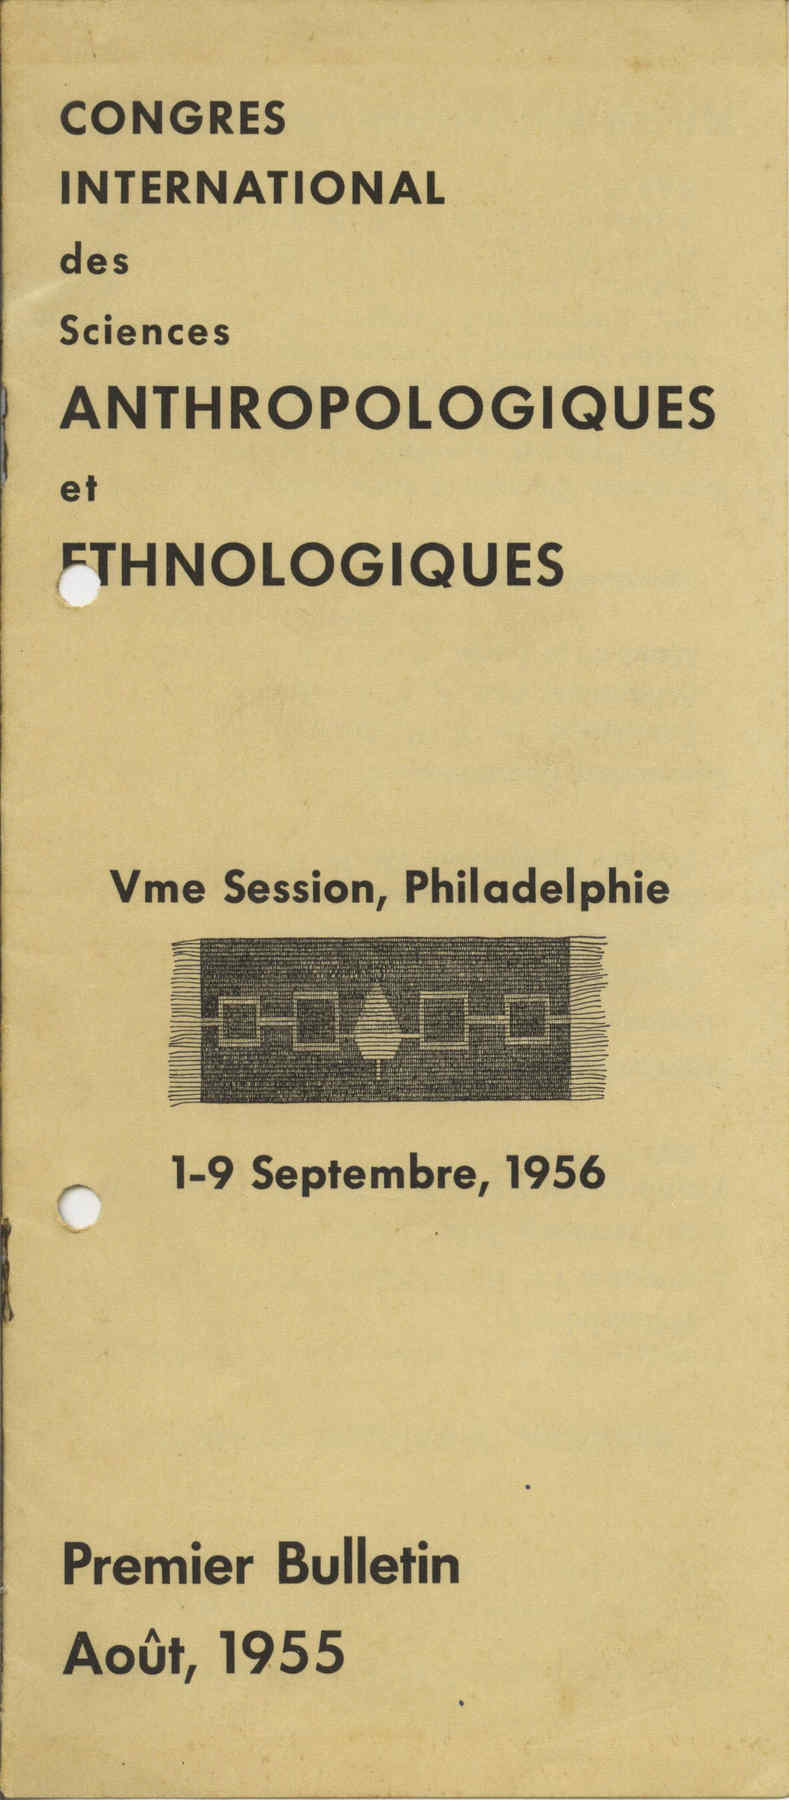 CONGRES
INTERNATIONAL
des
Sciences
ANTHROPOLOGIQUES
et
ETHNOLOGIQUES
Vme Session, Philadelphie
1-9 Septembre, 1956
Premier Bulletin
Août, 1955